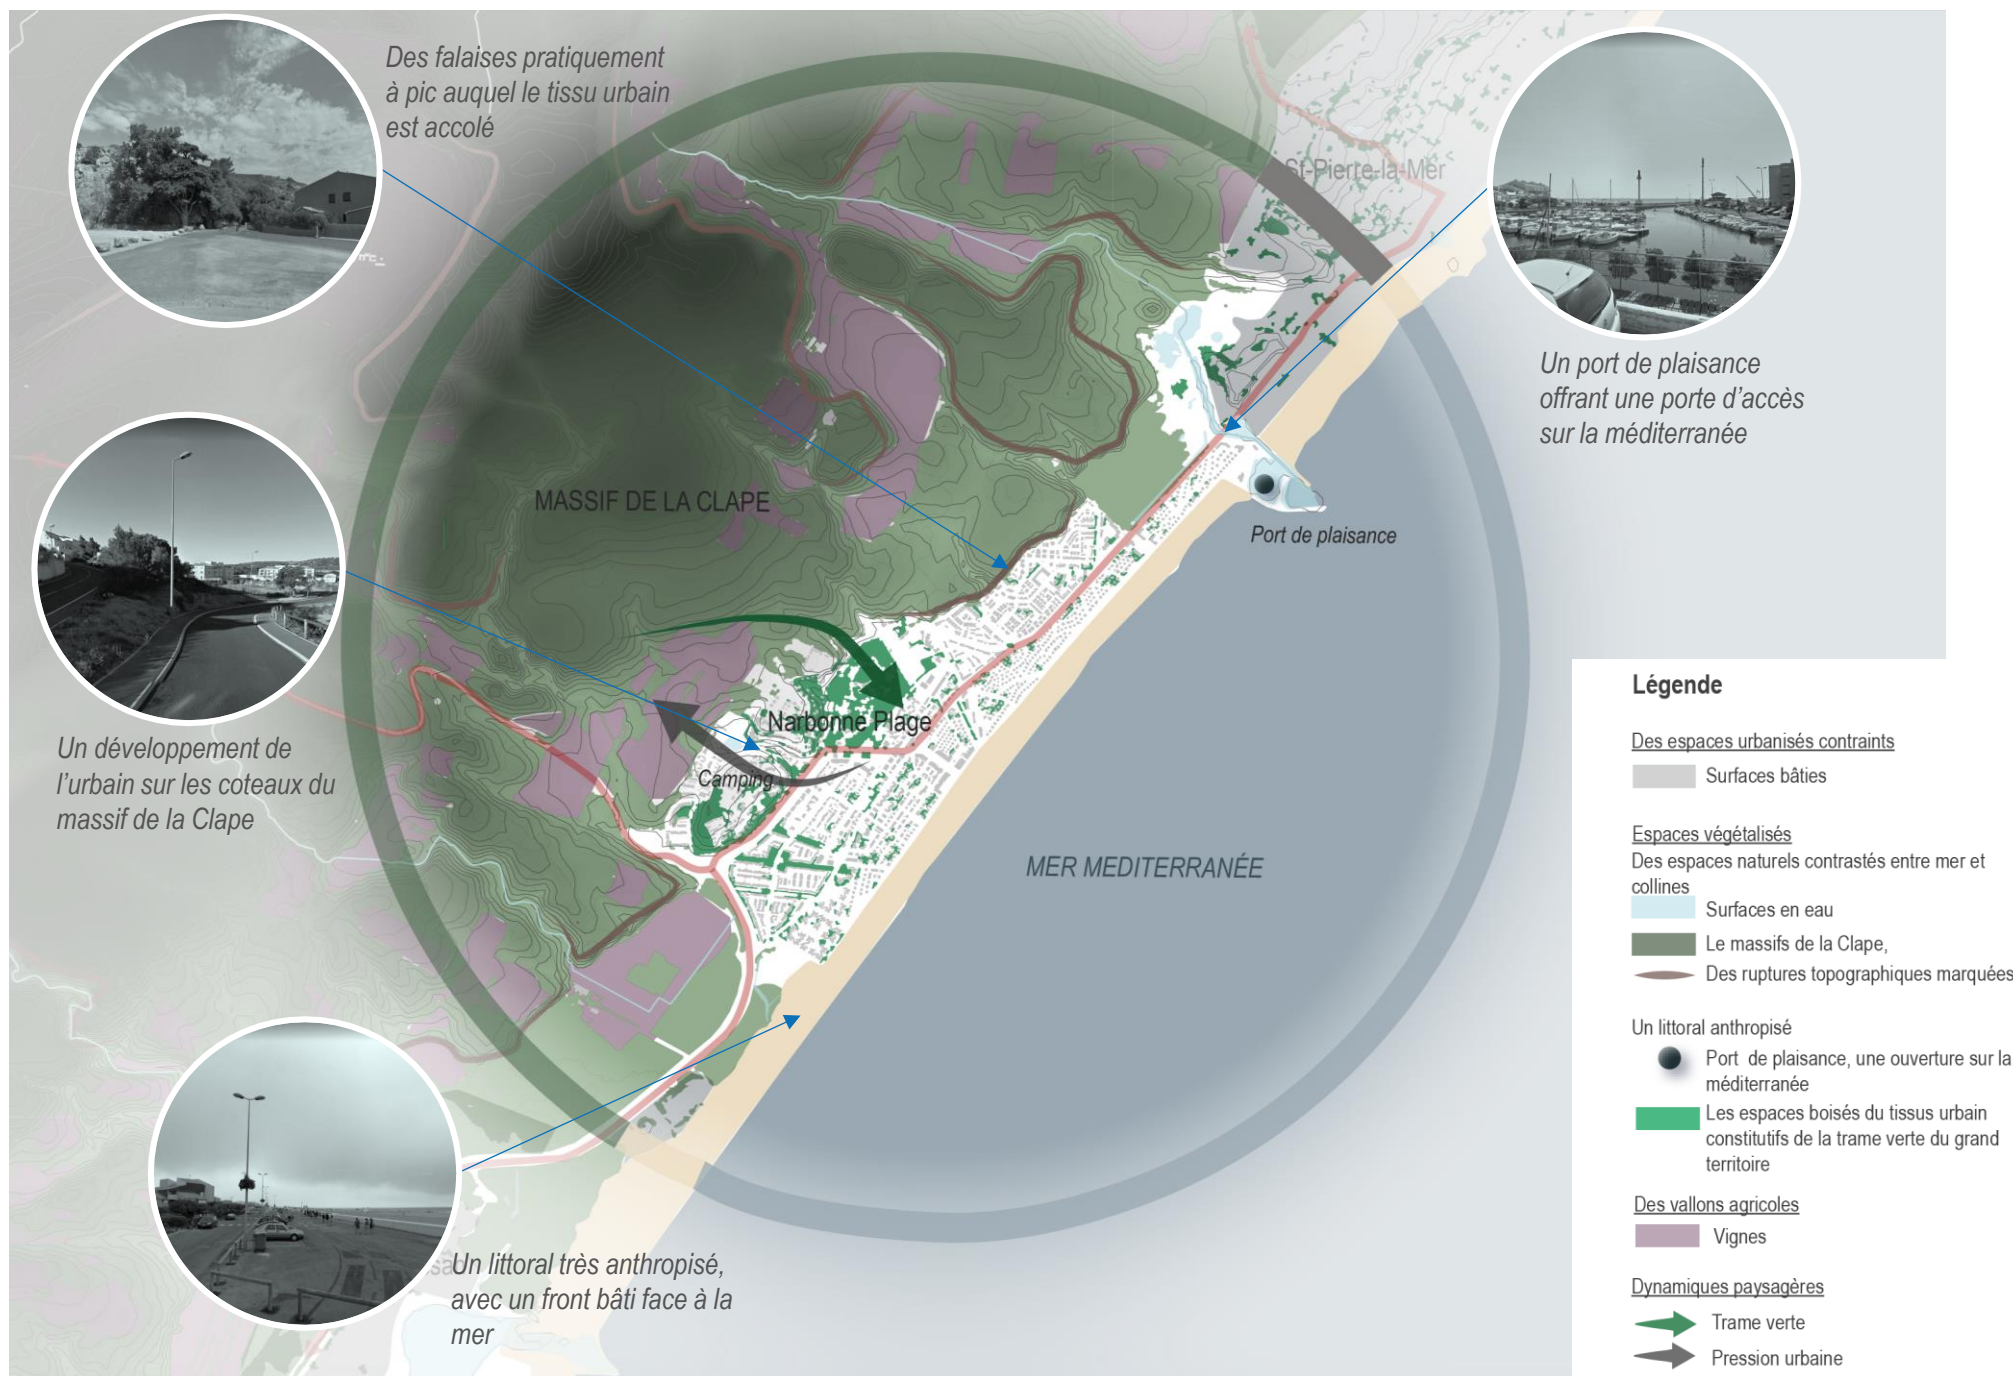 Des falaises pratiquement
à pic auquel le tissu urbain
est accolé
St-Pierre-la-Mer
Un port de plaisance
offrant une porte d'accès
sur la méditerranée
MASSIF DE LA CLAPE
Port de plaisance
Narbonne Plage
Camping
Un développement de
l'urbain sur les coteaux du
massif de la Clape
MER MEDITERRANÉE
Un littoral très anthropisé,
avec un front bâti face à la
mer
Légende
Des espaces urbanisés contraints
Surfaces bâties
Espaces végétalisés
Des espaces naturels contrastés entre mer et
collines
Surfaces en eau
Le massifs de la Clape,
Des ruptures topographiques marquées
Un littoral anthropisé
Port de plaisance, une ouverture sur la
méditerranée
Les espaces boisés du tissus urbain
constitutifs de la trame verte du grand
territoire
Des vallons agricoles
Vignes
Dynamiques paysagères
Trame verte
Pression urbaine